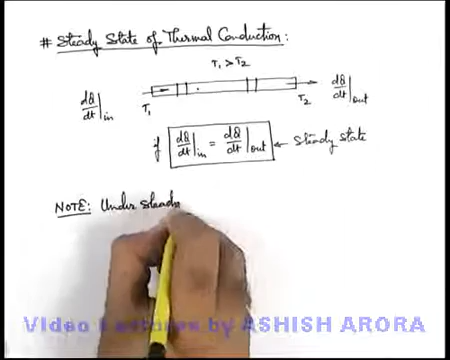 # Steady State of Thermal Conduction:
T₁ > T₂
dQ/dt|in T₁ T₂ dQ/dt|out
if dQ/dt|in = dQ/dt|out ← Steady state
NOTE: Under steady
Video Lectures by ASHISH ARORA